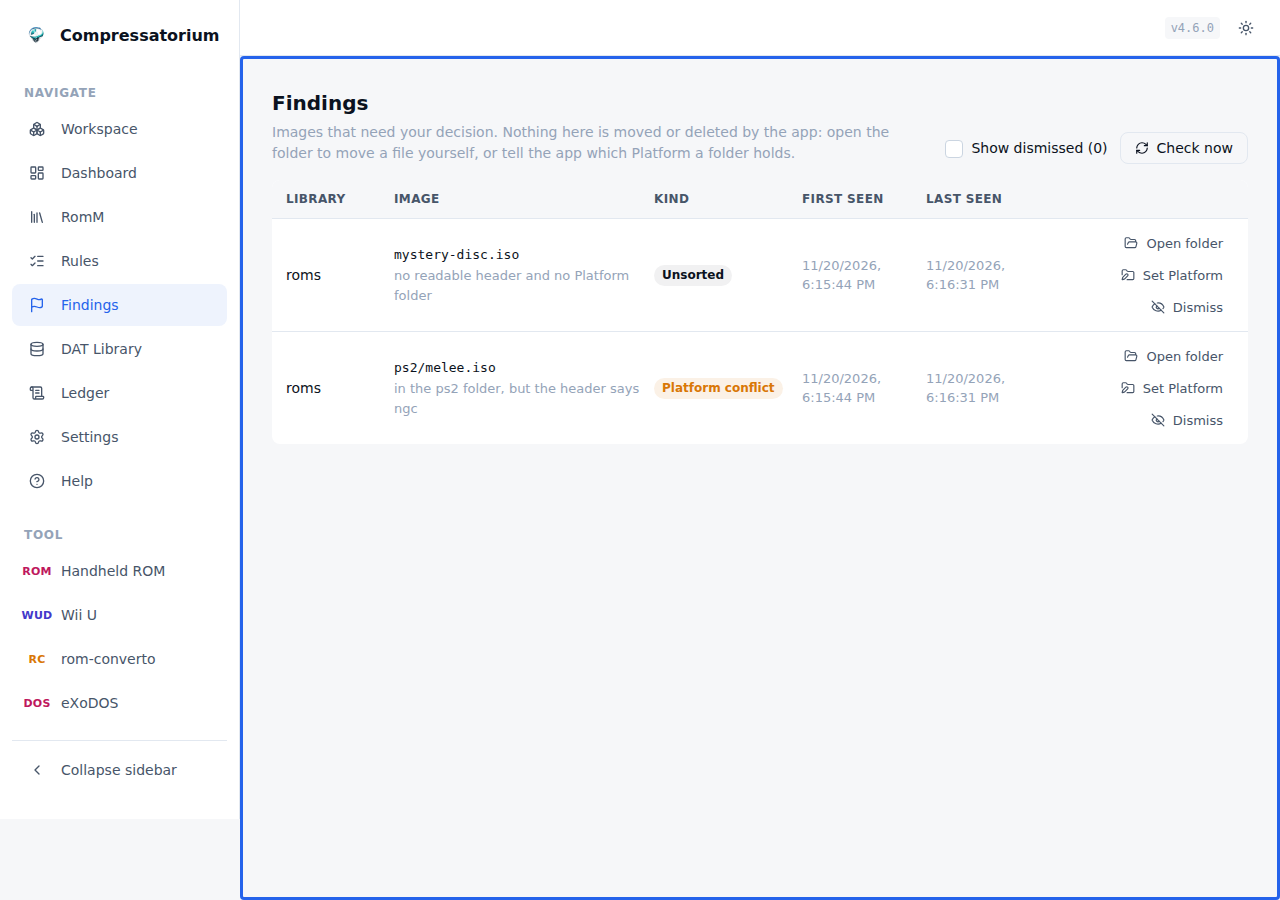 Compressatorium
v4.6.0
NAVIGATE
Workspace
Dashboard
RomM
Rules
Findings
DAT Library
Ledger
Settings
Help
TOOL
ROM Handheld ROM
WUD Wii U
RC rom-converto
DOS eXoDOS
Collapse sidebar
Findings
Images that need your decision. Nothing here is moved or deleted by the app: open the
folder to move a file yourself, or tell the app which Platform a folder holds.
Show dismissed (0)
Check now
LIBRARY IMAGE KIND FIRST SEEN LAST SEEN
roms
mystery-disc.iso
no readable header and no Platform
folder
Unsorted
11/20/2026,
6:15:44 PM
11/20/2026,
6:16:31 PM
Open folder
Set Platform
Dismiss
roms
ps2/melee.iso
in the ps2 folder, but the header says
ngc
Platform conflict
11/20/2026,
6:15:44 PM
11/20/2026,
6:16:31 PM
Open folder
Set Platform
Dismiss